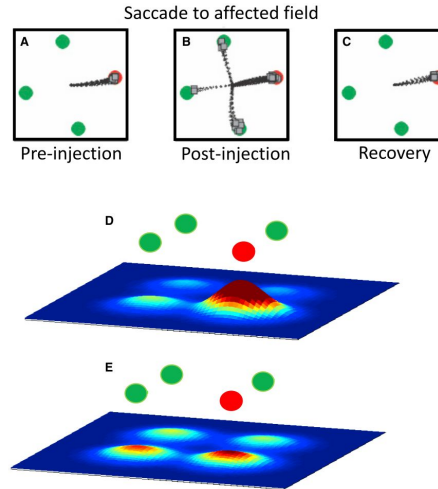 Saccade to affected field
A
B
C
Pre-injection
Post-injection
Recovery
D
E